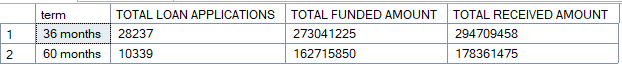 term TOTAL LOAN APPLICATIONS TOTAL FUNDED AMOUNT TOTAL RECEIVED AMOUNT
1 36 months 28237 273041225 294709458
2 60 months 10339 162715850 178361475